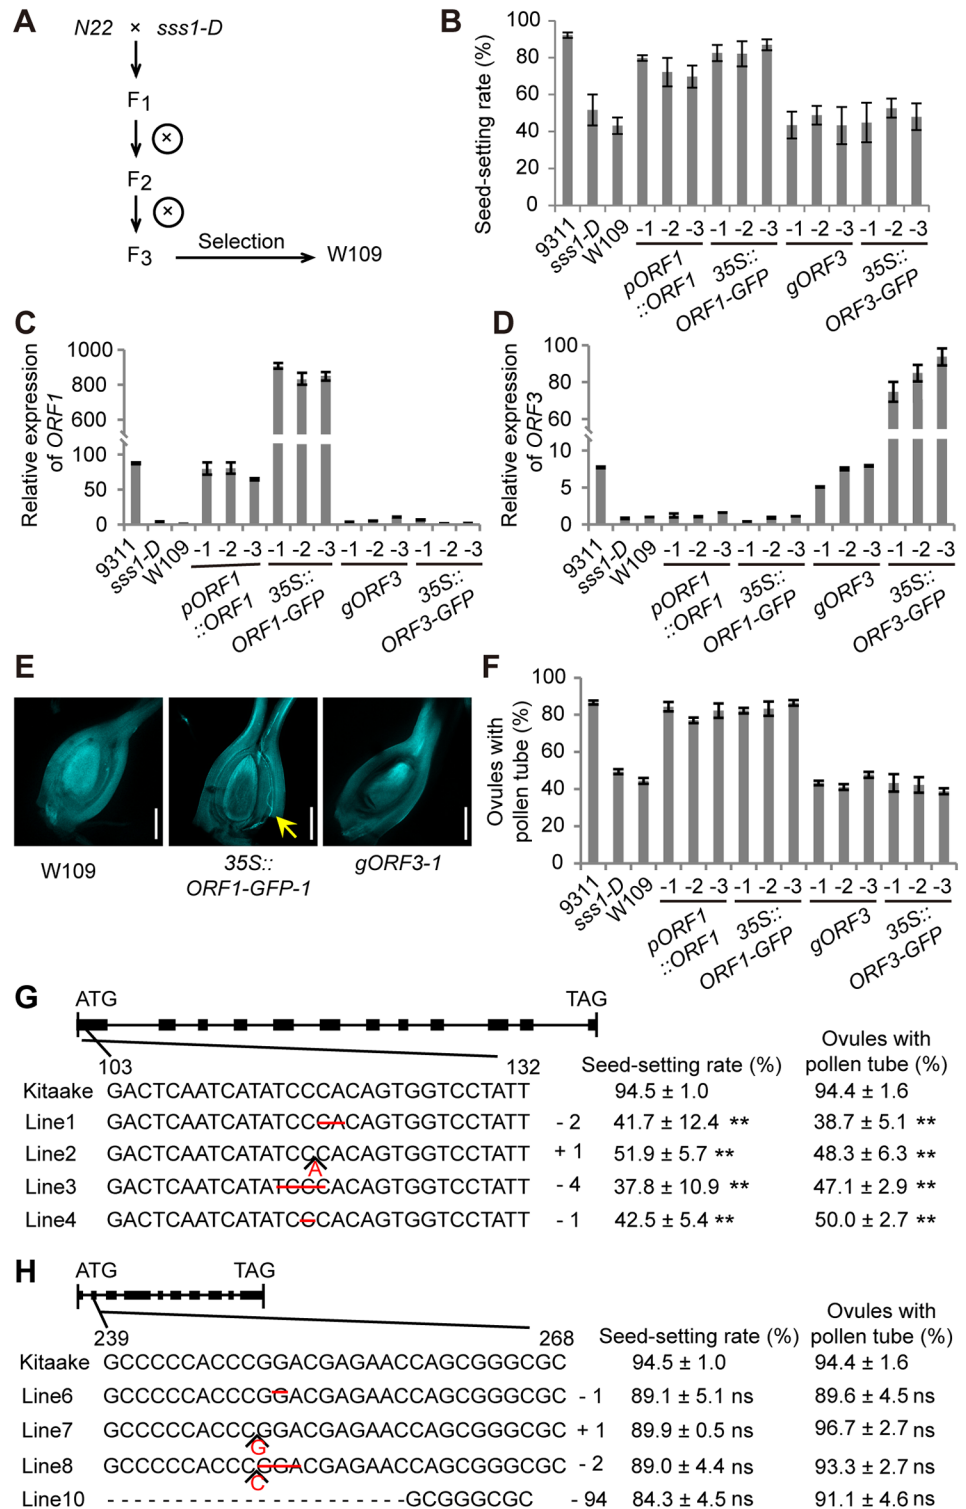 A
N22 × sss1-D
F1
×
F2
×
F3
Selection
W109
B
Seed-setting rate (%)
100
80
60
40
20
0
9311
sss1-D
W109
-1 -2 -3 -1 -2 -3 -1 -2 -3 -1 -2 -3
pORF1
::ORF1
35S::
ORF1-GFP
gORF3
35S::
ORF3-GFP
C
Relative expression
of ORF1
1000
800
600
100
50
0
9311
sss1-D
W109
-1 -2 -3 -1 -2 -3 -1 -2 -3 -1 -2 -3
pORF1
::ORF1
35S::
ORF1-GFP
gORF3
35S::
ORF3-GFP
D
Relative expression
of ORF3
100
80
60
10
5
0
9311
sss1-D
W109
-1 -2 -3 -1 -2 -3 -1 -2 -3 -1 -2 -3
pORF1
::ORF1
35S::
ORF1-GFP
gORF3
35S::
ORF3-GFP
E
W109
35S::
ORF1-GFP-1
gORF3-1
F
Ovules with
pollen tube (%)
100
80
60
40
20
0
9311
sss1-D
W109
-1 -2 -3 -1 -2 -3 -1 -2 -3 -1 -2 -3
pORF1
::ORF1
35S::
ORF1-GFP
gORF3
35S::
ORF3-GFP
G
ATG TAG
103 132
Seed-setting rate (%)
Ovules with
pollen tube (%)
Kitaake GACTCAATCATATCCCACAGTGGTCCTATT 94.5 ± 1.0 94.4 ± 1.6
Line1 GACTCAATCATATCCCACAGTGGTCCTATT - 2 41.7 ± 12.4 ** 38.7 ± 5.1 **
Line2 GACTCAATCATATCCCACAGTGGTCCTATT + 1 51.9 ± 5.7 ** 48.3 ± 6.3 **
A
Line3 GACTCAATCATATCCCACAGTGGTCCTATT - 4 37.8 ± 10.9 ** 47.1 ± 2.9 **
Line4 GACTCAATCATATCCCACAGTGGTCCTATT - 1 42.5 ± 5.4 ** 50.0 ± 2.7 **
H
ATG TAG
239 268
Seed-setting rate (%)
Ovules with
pollen tube (%)
Kitaake GCCCCCACCCGGACGAGAACCAGCGGGCGC 94.5 ± 1.0 94.4 ± 1.6
Line6 GCCCCCACCCGGACGAGAACCAGCGGGCGC - 1 89.1 ± 5.1 ns 89.6 ± 4.5 ns
Line7 GCCCCCACCCGGACGAGAACCAGCGGGCGC + 1 89.9 ± 0.5 ns 96.7 ± 2.7 ns
G
Line8 GCCCCCACCCGGACGAGAACCAGCGGGCGC - 2 89.0 ± 4.4 ns 93.3 ± 2.7 ns
C
Line10 - - - - - - - - - - - - - - - - - - - - - - - -GCGGGCGC - 94 84.3 ± 4.5 ns 91.1 ± 4.6 ns